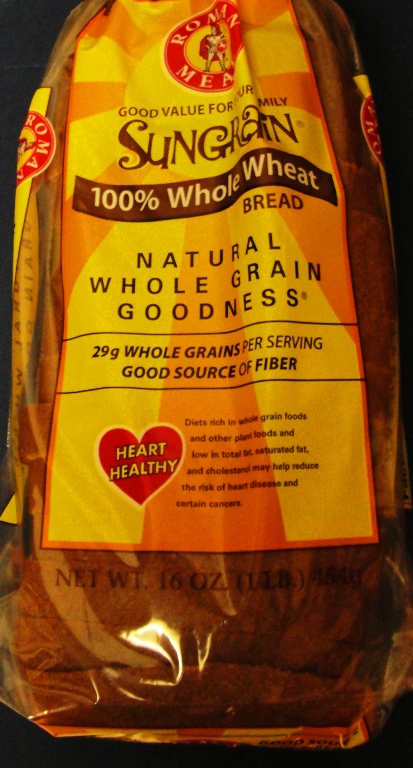 ROMAN
MEAL
GOOD VALUE FOR YOUR FAMILY
SUNGRAIN®
100% Whole Wheat
BREAD
NATURAL
WHOLE GRAIN
GOODNESS®
29g WHOLE GRAINS PER SERVING
GOOD SOURCE OF FIBER
HEART
HEALTHY
Diets rich in whole grain foods
and other plant foods and
low in total fat, saturated fat,
and cholesterol may help reduce
the risk of heart disease and
certain cancers.
NET WT. 16 OZ. (1 LB.) 454g
ROMAN